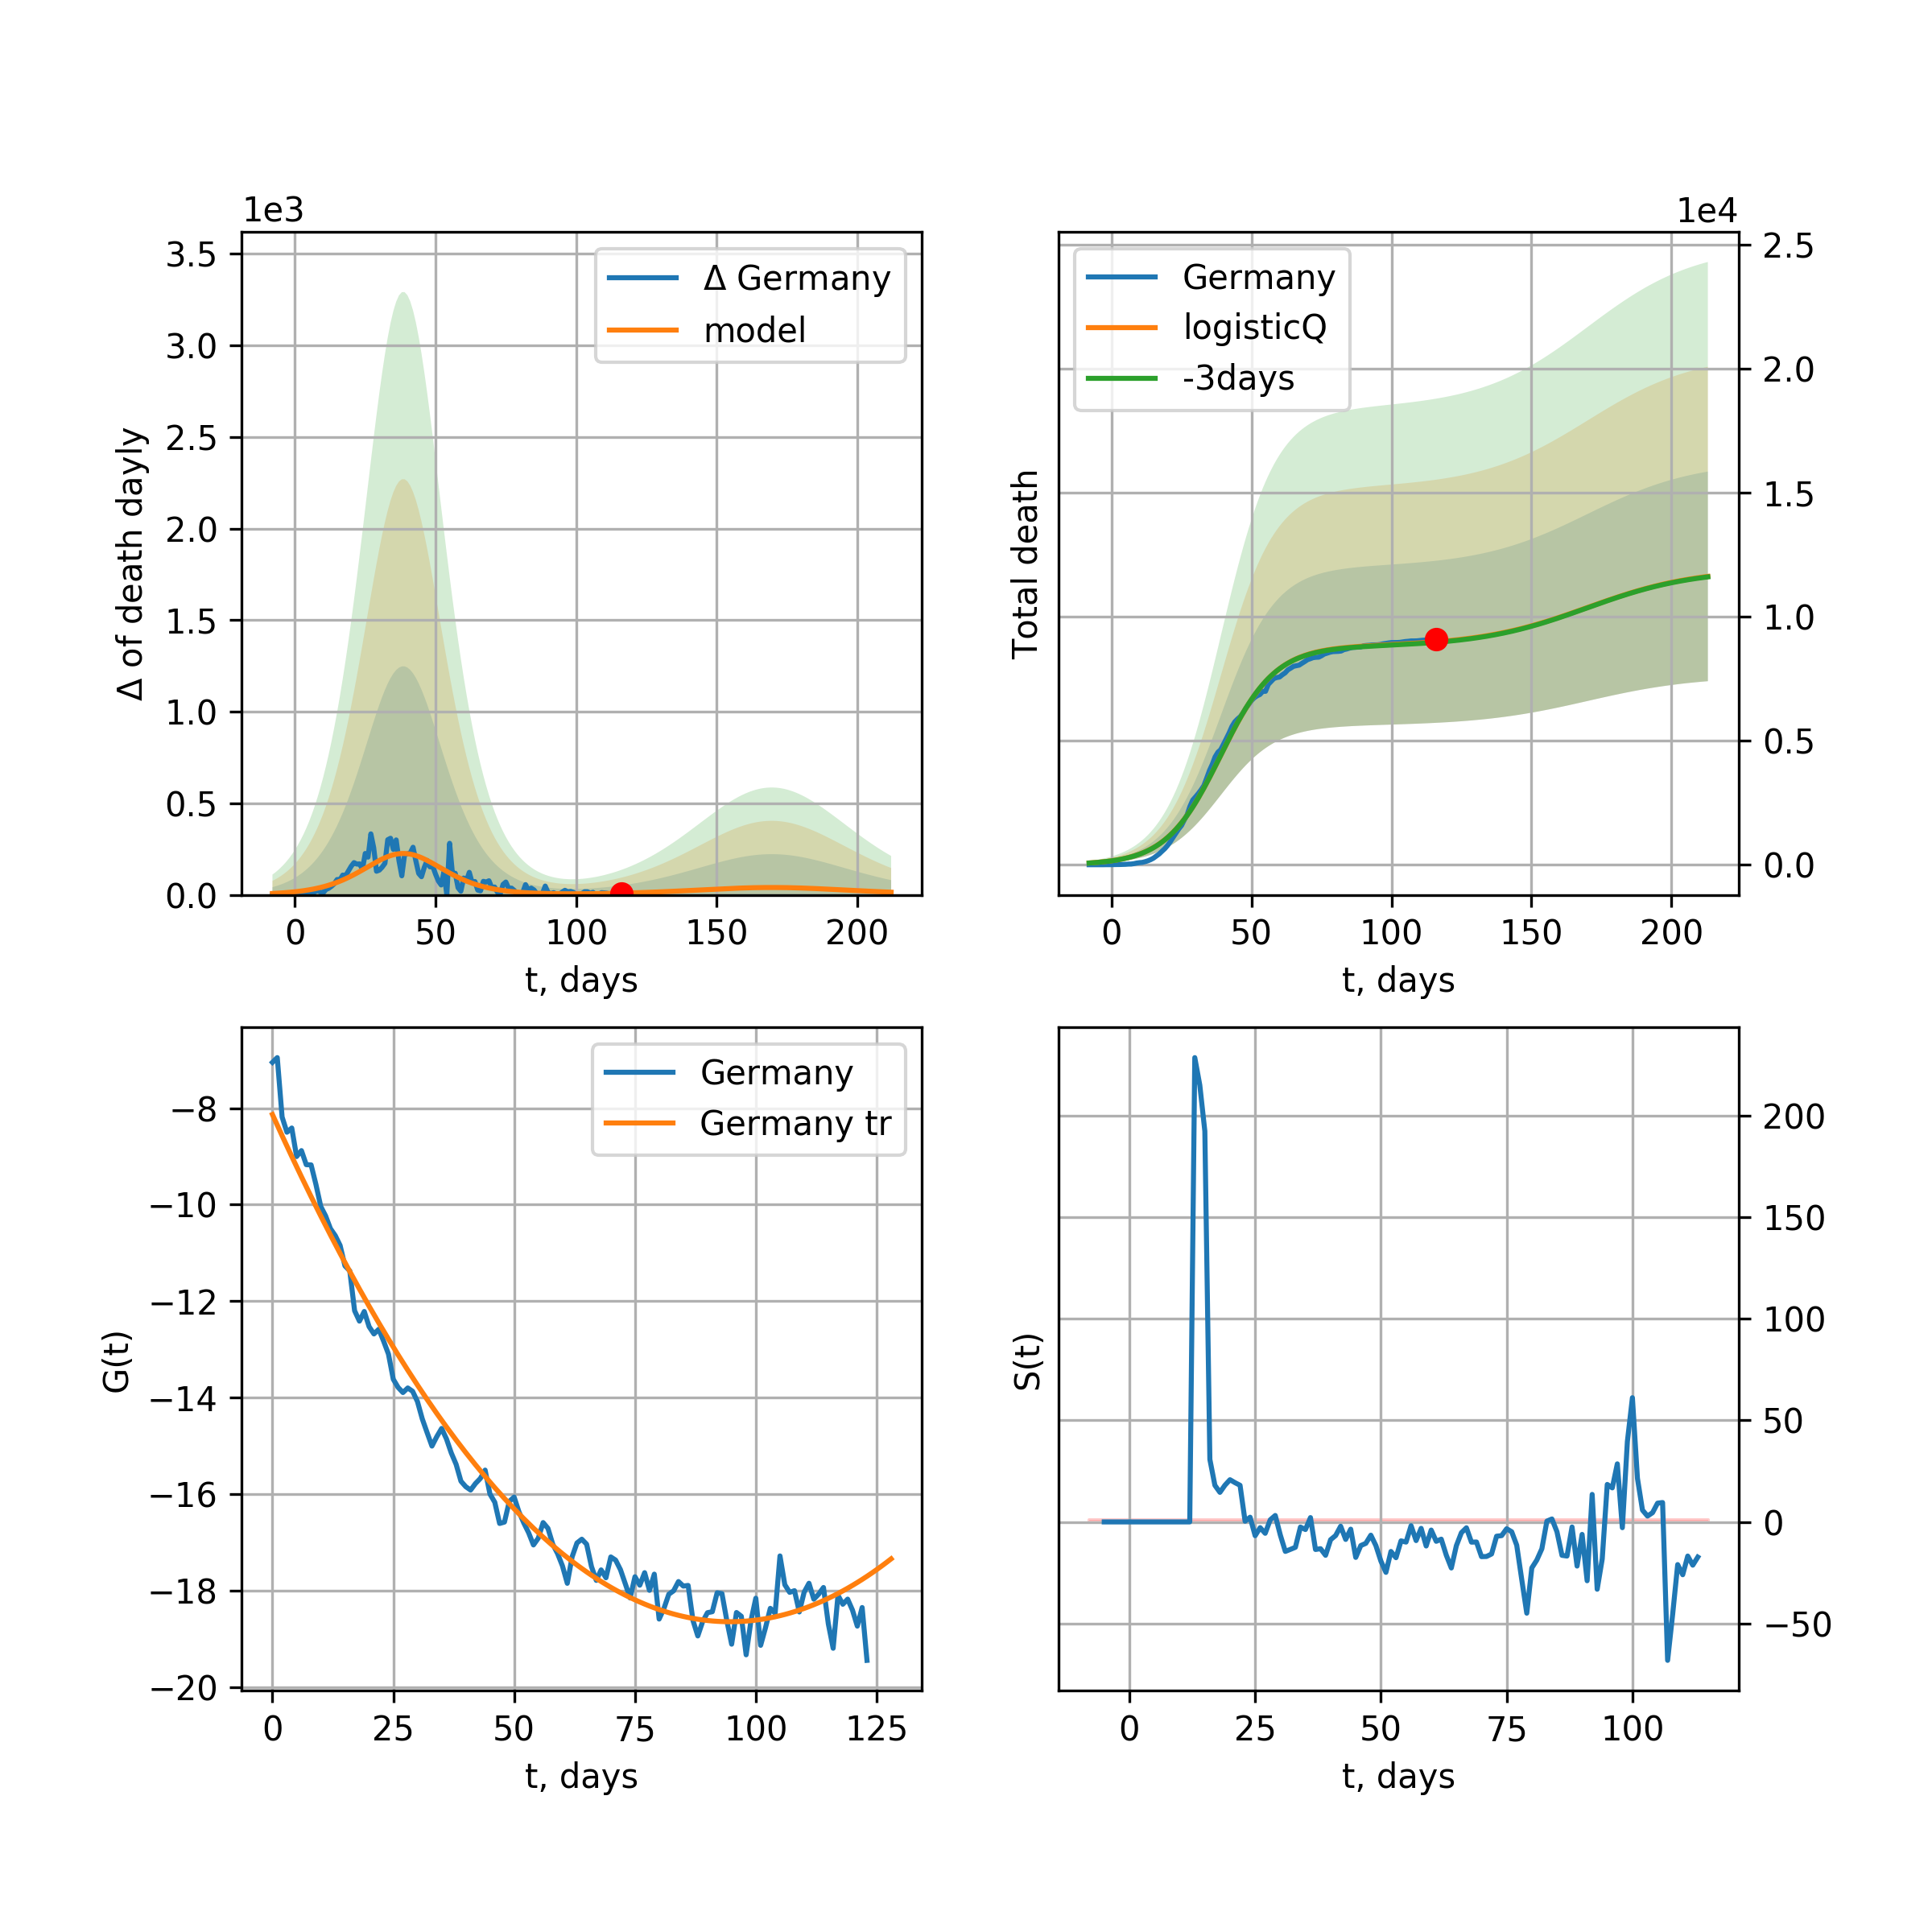 1e3
3.5
3.0
2.5
2.0
1.5
1.0
0.5
0.0
Δ of death dayly
Δ Germany
model
0 50 100 150 200
t, days
1e4
2.5
2.0
1.5
1.0
0.5
0.0
Total death
Germany
logisticQ
-3days
0 50 100 150 200
t, days
−8
−10
−12
−14
−16
−18
−20
G(t)
Germany
Germany tr
0 25 50 75 100 125
t, days
200
150
100
50
0
−50
S(t)
0 25 50 75 100
t, days